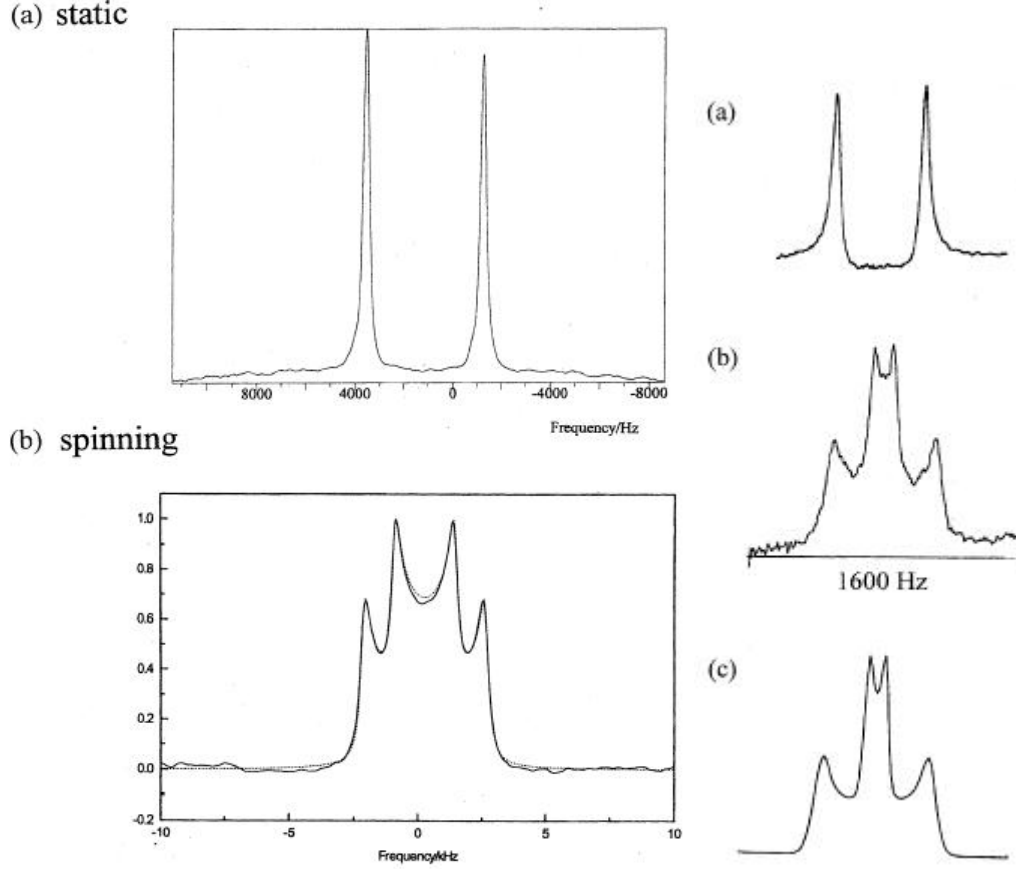 (a) static
8000 4000 0 -4000 -8000
Frequency/Hz
(b) spinning
1.0
0.8
0.6
0.4
0.2
0.0
-0.2
-10 -5 0 5 10
Frequency/kHz
(a)
(b)
1600 Hz
(c)